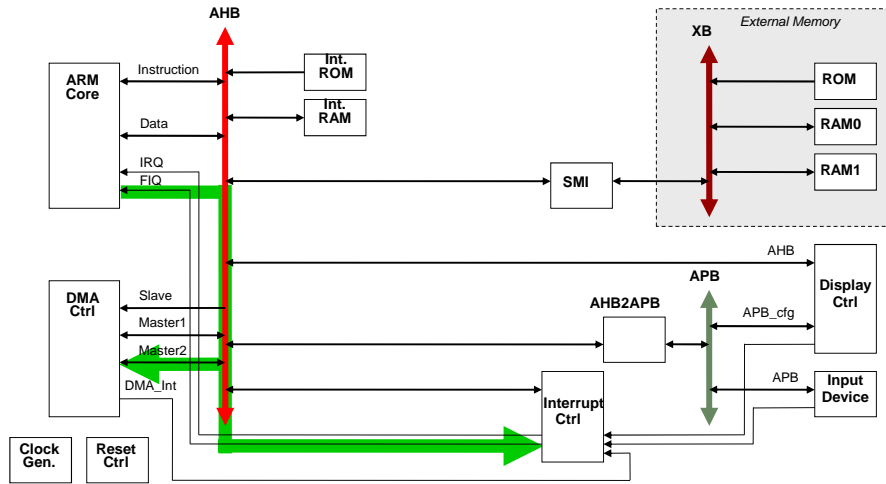 AHB
External Memory
XB
ARM
Core
Instruction
Int.
ROM
ROM
Int.
RAM
Data
RAM0
IRQ
FIQ
SMI
RAM1
AHB
APB
Display
Ctrl
DMA
Ctrl
Slave
AHB2APB
Master1
APB_cfg
Master2
DMA_Int
APB
Input
Device
Interrupt
Ctrl
Clock
Gen.
Reset
Ctrl